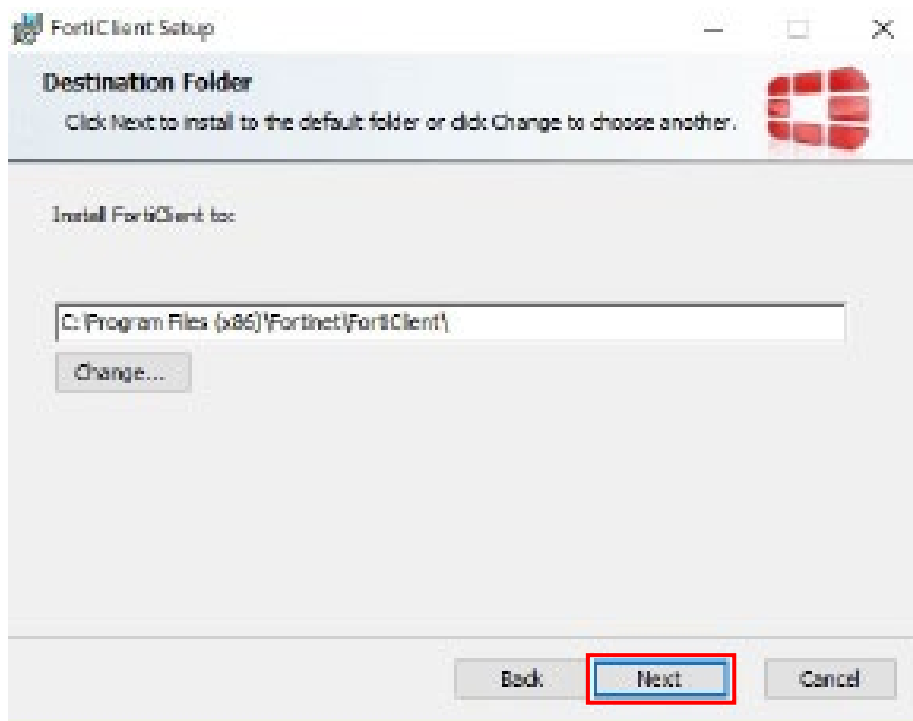 FortiClient Setup
Destination Folder
Click Next to install to the default folder or click Change to choose another.
Install FortiClient to:
C:\Program Files (x86)\Fortinet\FortiClient\
Change...
Back Next Cancel